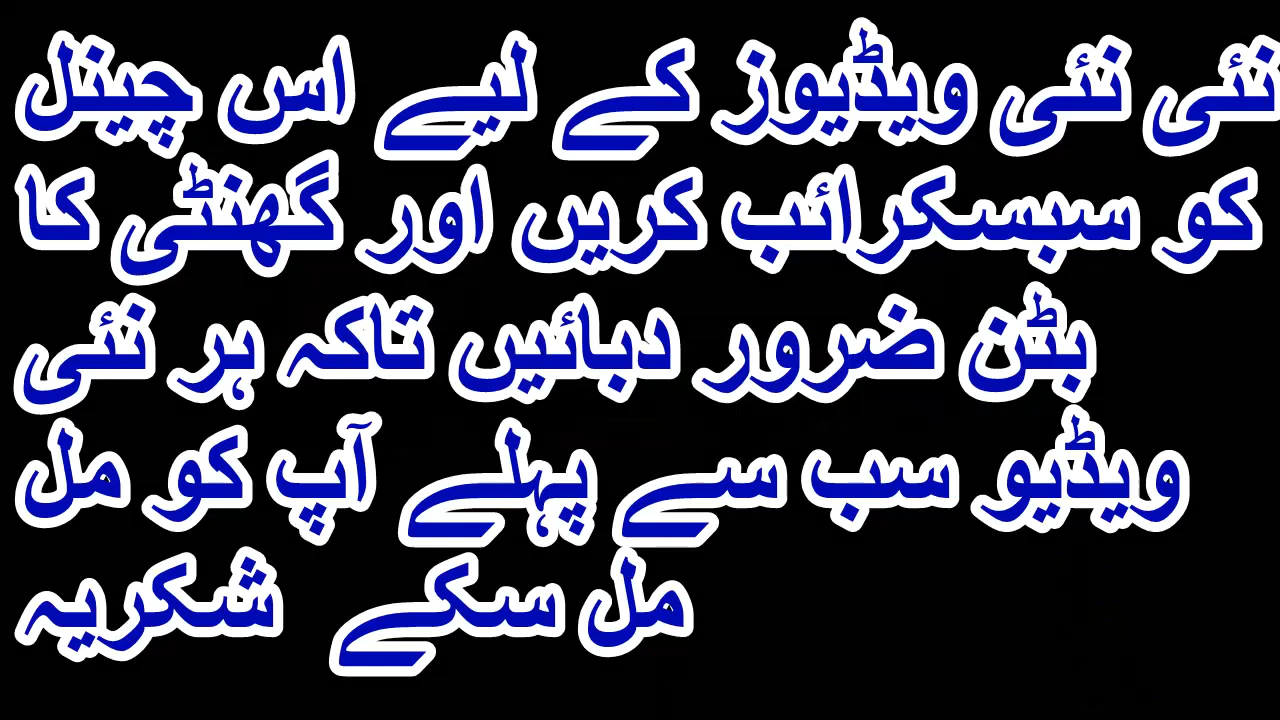 نئی نئی ویڈیوز کے لیے اس چینل
کو سبسکرائب کریں اور گھنٹی کا
بٹن ضرور دبائیں تاکہ ہر نئی
ویڈیو سب سے پہلے آپ کو مل
مل سکے شکریہ